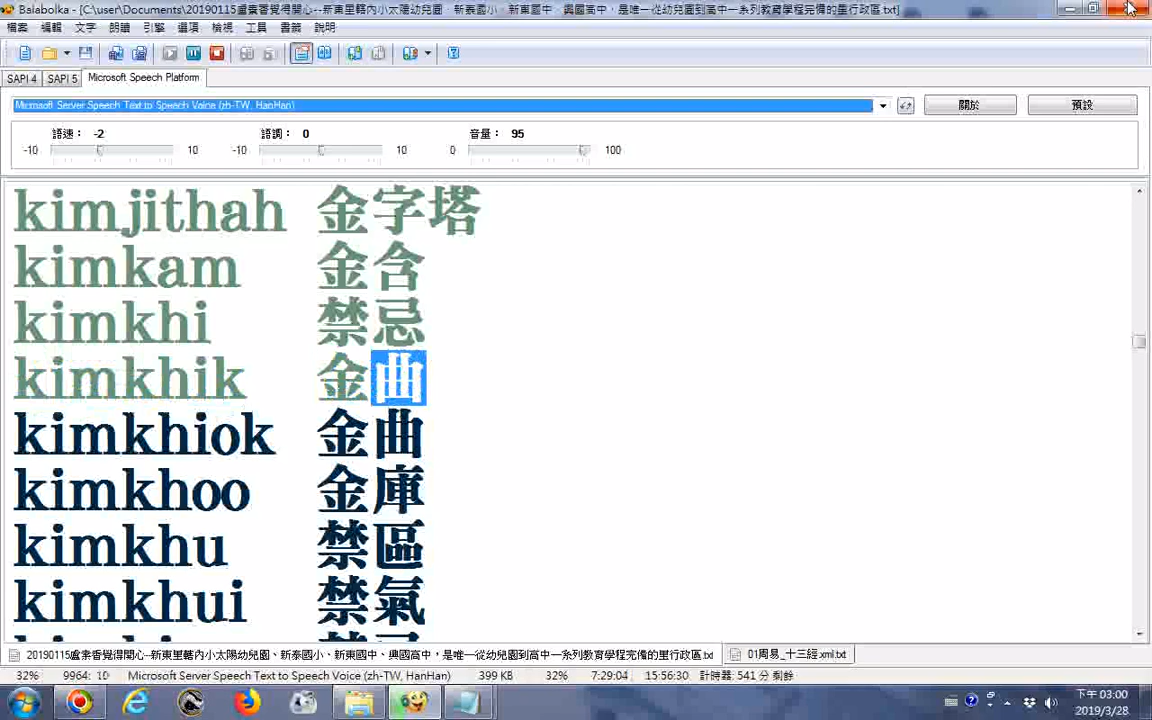 Balabolka - [C:\user\Documents\20190115盧素香覺得開心--新東里轄內小太陽幼兒園、新泰國小、新東國中、興國高中，是唯一從幼兒園到高中一系列教育學程完備的里行政區.txt]
檔案 編輯 文字 朗讀 引擎 選項 檢視 工具 書簽 說明
SAPI 4 SAPI 5 Microsoft Speech Platform
Microsoft Server Speech Text to Speech Voice (zh-TW, HanHan) 關於 預設
語速： -2 語調： 0 音量： 95
-10 10 -10 10 0 100
kimjithah 金字塔
kimkam 金含
kimkhi 禁忌
kimkhik 金曲
kimkhiok 金曲
kimkhoo 金庫
kimkhu 禁區
kimkhui 禁氣
20190115盧素香覺得開心--新東里轄內小太陽幼兒園、新泰國小、新東國中、興國高中，是唯一從幼兒園到高中一系列教育學程完備的里行政區.txt 01周易_十三經.xml.txt
32% 9964: 10 Microsoft Server Speech Text to Speech Voice (zh-TW, HanHan) 399 KB 32% 7:29:04 15:56:30 計時器: 541 分 剩餘
下午 03:00
2019/3/28